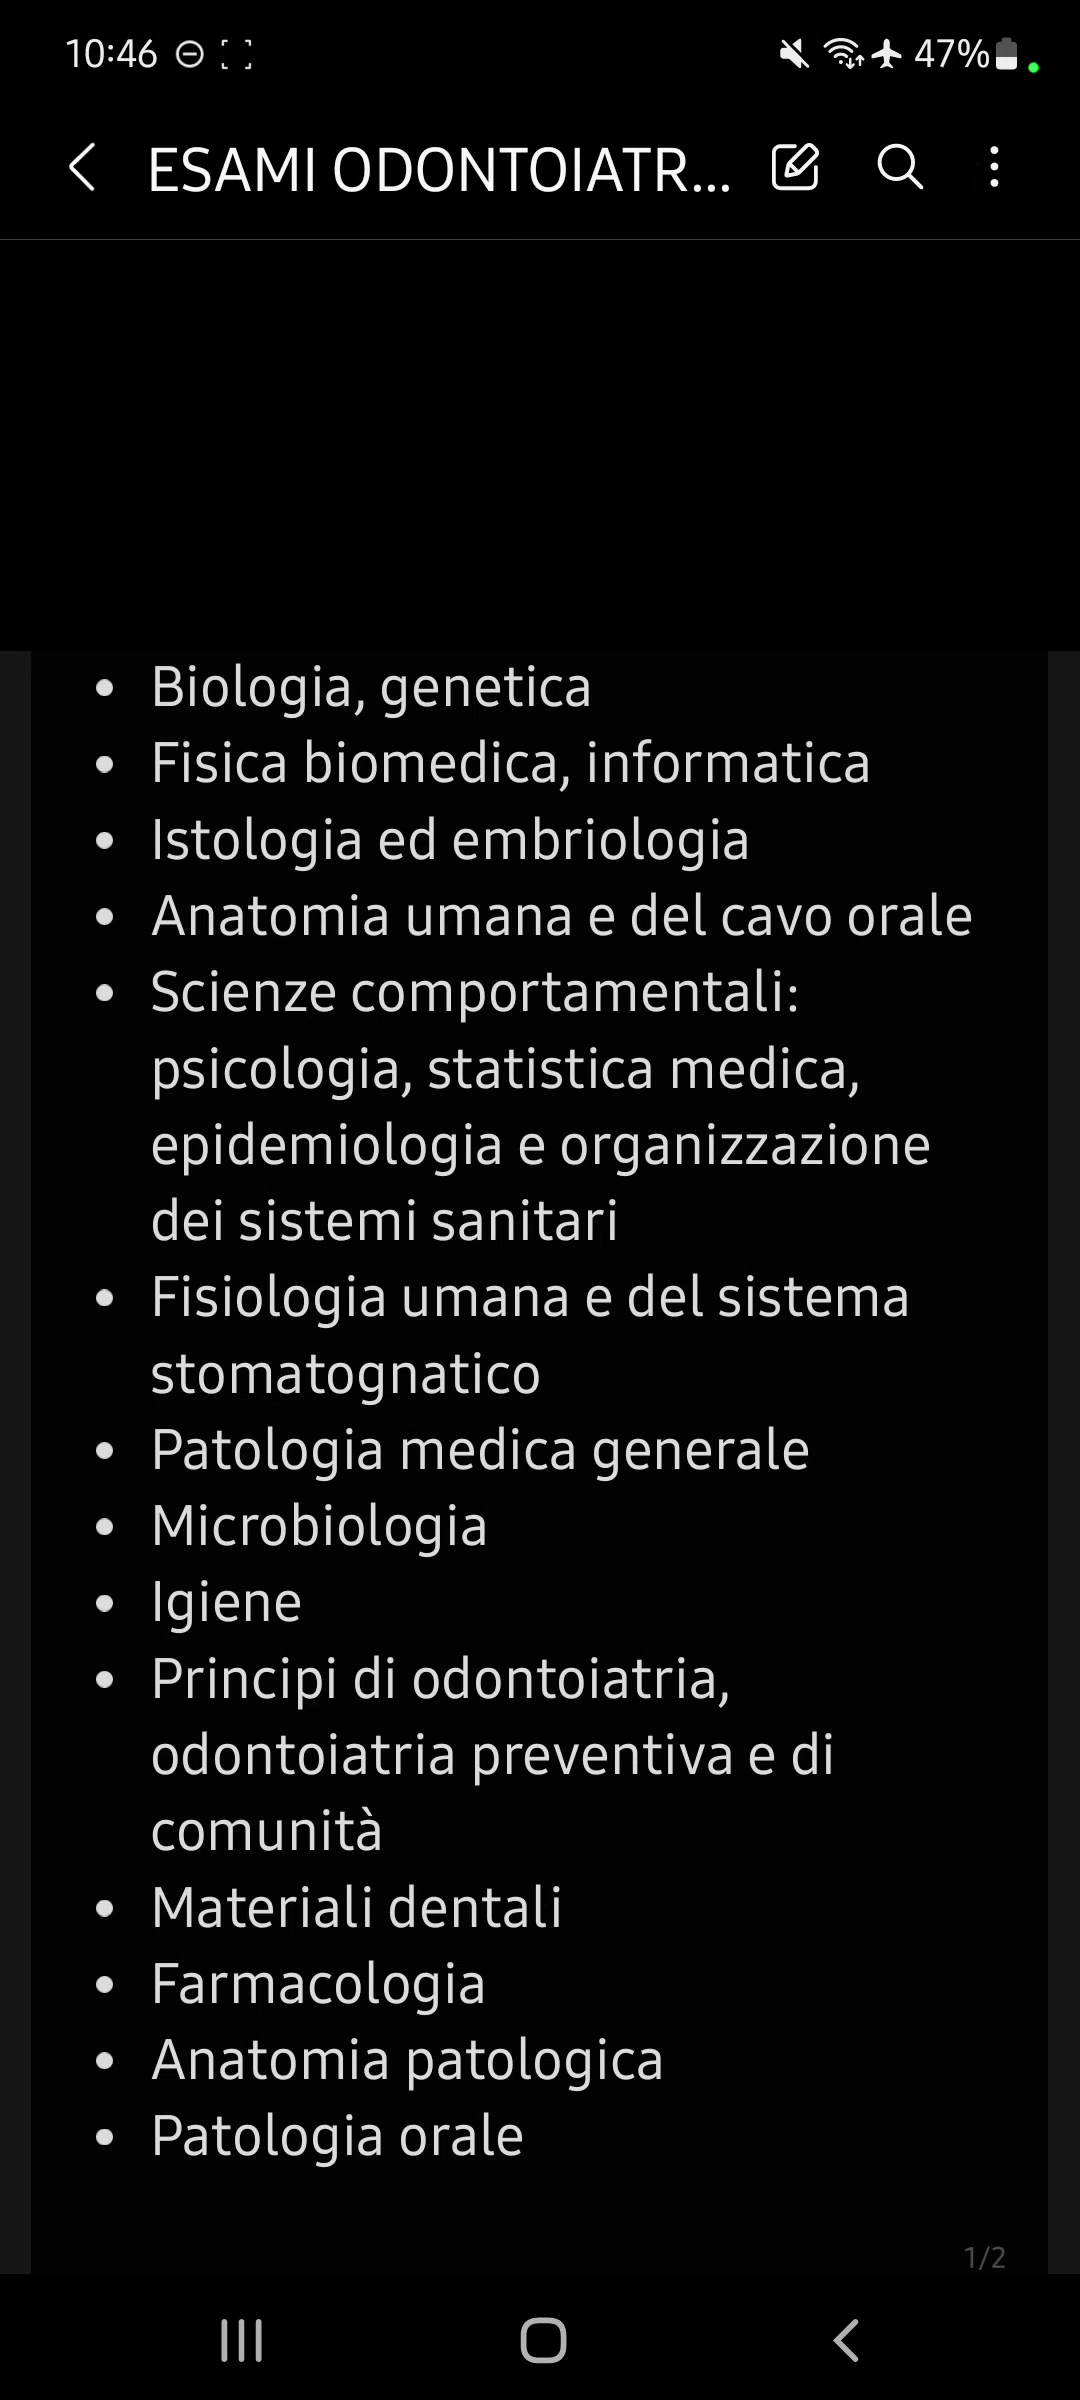 10:46
47%
ESAMI ODONTOIATR...
• Biologia, genetica
• Fisica biomedica, informatica
• Istologia ed embriologia
• Anatomia umana e del cavo orale
• Scienze comportamentali:
psicologia, statistica medica,
epidemiologia e organizzazione
dei sistemi sanitari
• Fisiologia umana e del sistema
stomatognatico
• Patologia medica generale
• Microbiologia
• Igiene
• Principi di odontoiatria,
odontoiatria preventiva e di
comunità
• Materiali dentali
• Farmacologia
• Anatomia patologica
• Patologia orale
1/2